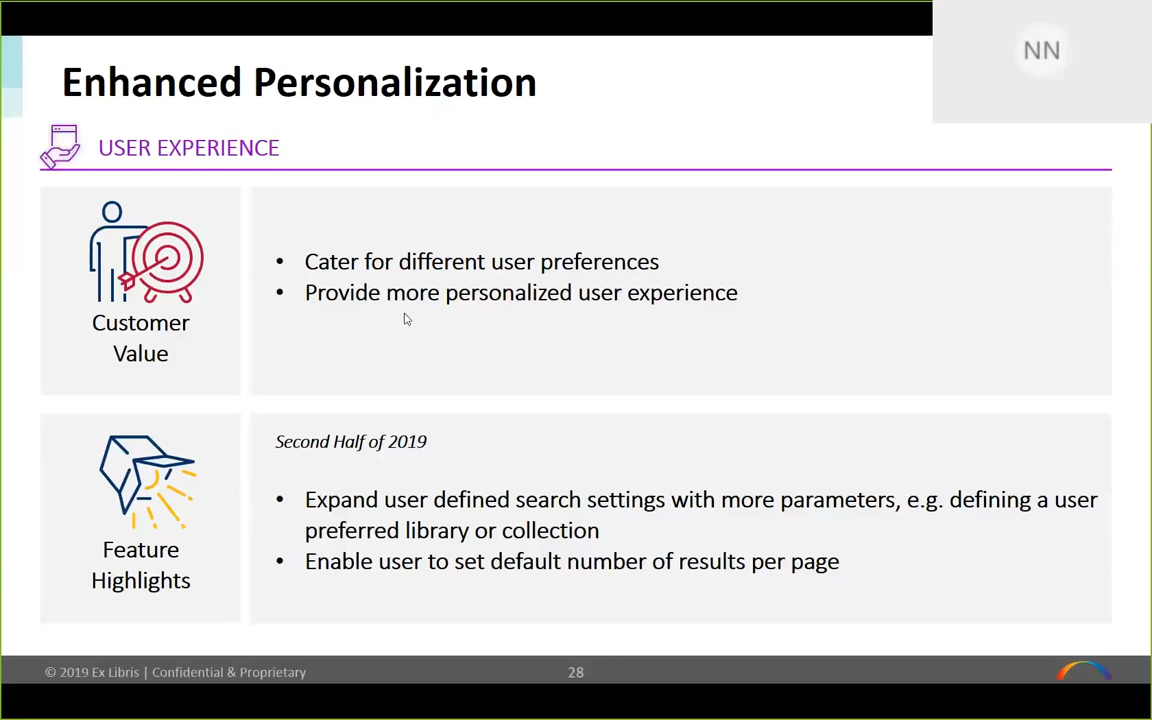 NN
Enhanced Personalization
USER EXPERIENCE
Customer
Value
• Cater for different user preferences
• Provide more personalized user experience
Feature
Highlights
Second Half of 2019
• Expand user defined search settings with more parameters, e.g. defining a user
preferred library or collection
• Enable user to set default number of results per page
© 2019 Ex Libris | Confidential & Proprietary
28